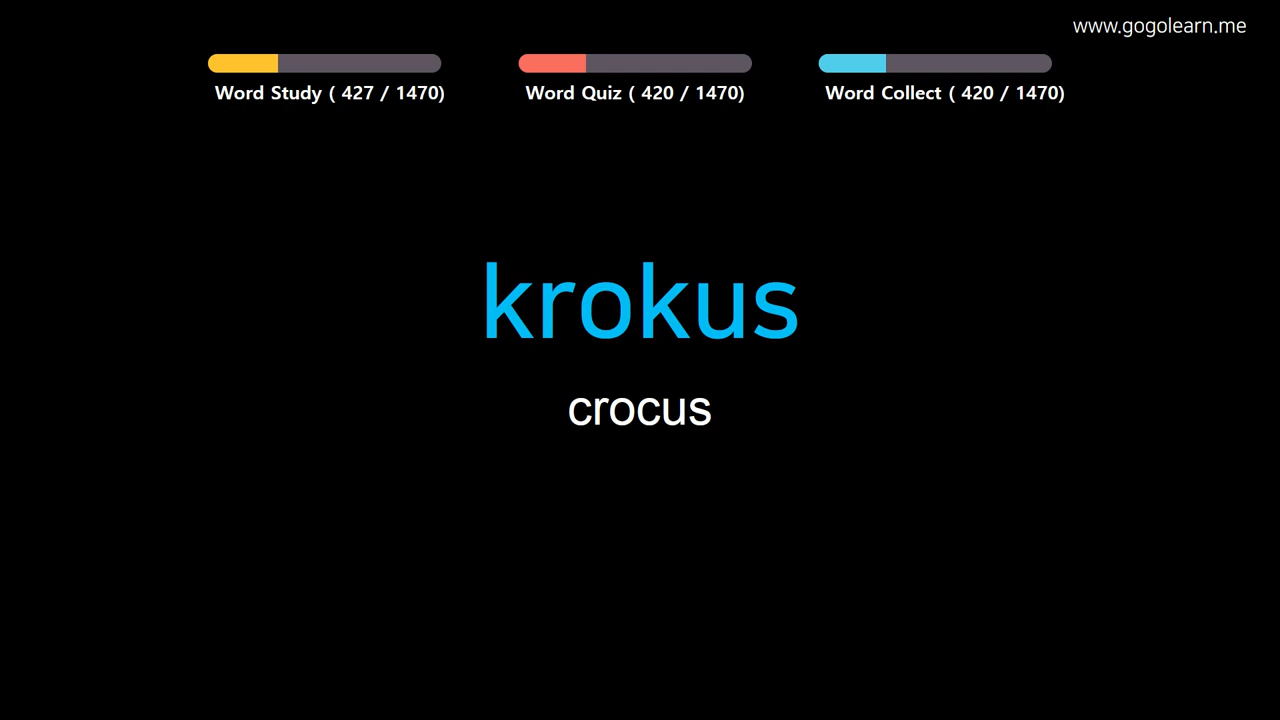 www.gogolearn.me
Word Study ( 427 / 1470)
Word Quiz ( 420 / 1470)
Word Collect ( 420 / 1470)
krokus
crocus